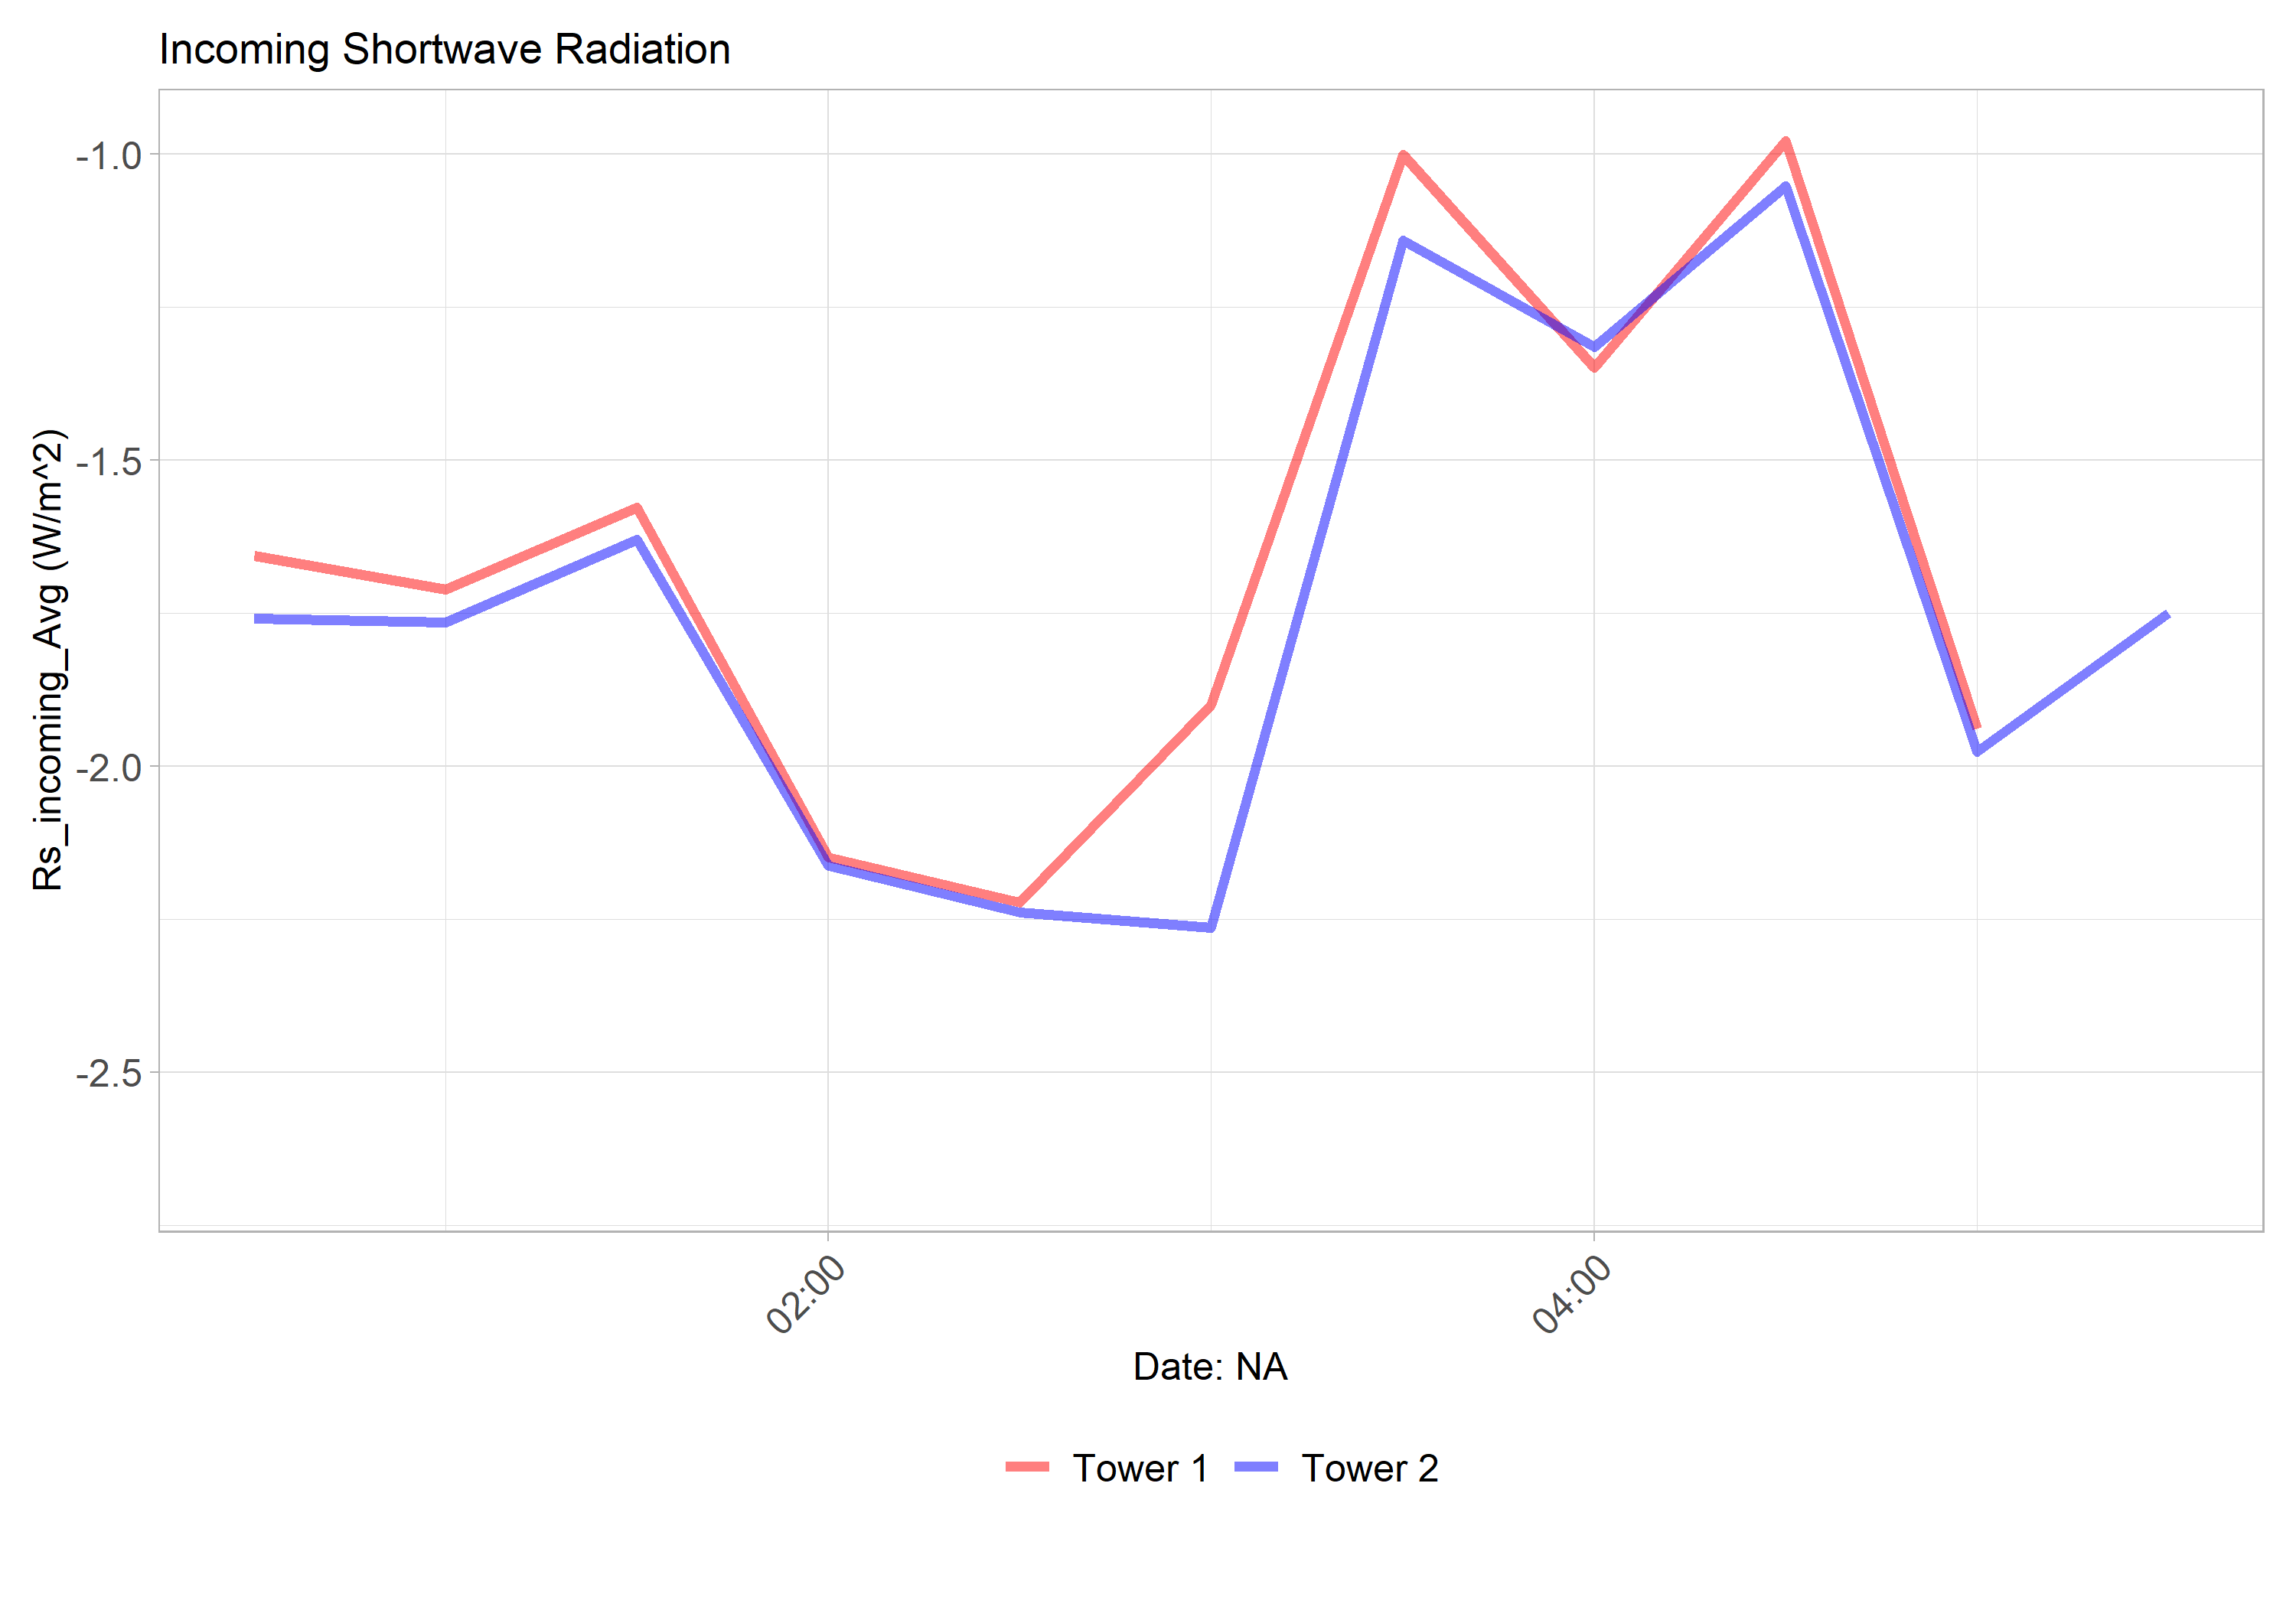 Incoming Shortwave Radiation
Rs_incoming_Avg (W/m^2)
-1.0
-1.5
-2.0
-2.5
02:00
04:00
Date: NA
Tower 1
Tower 2